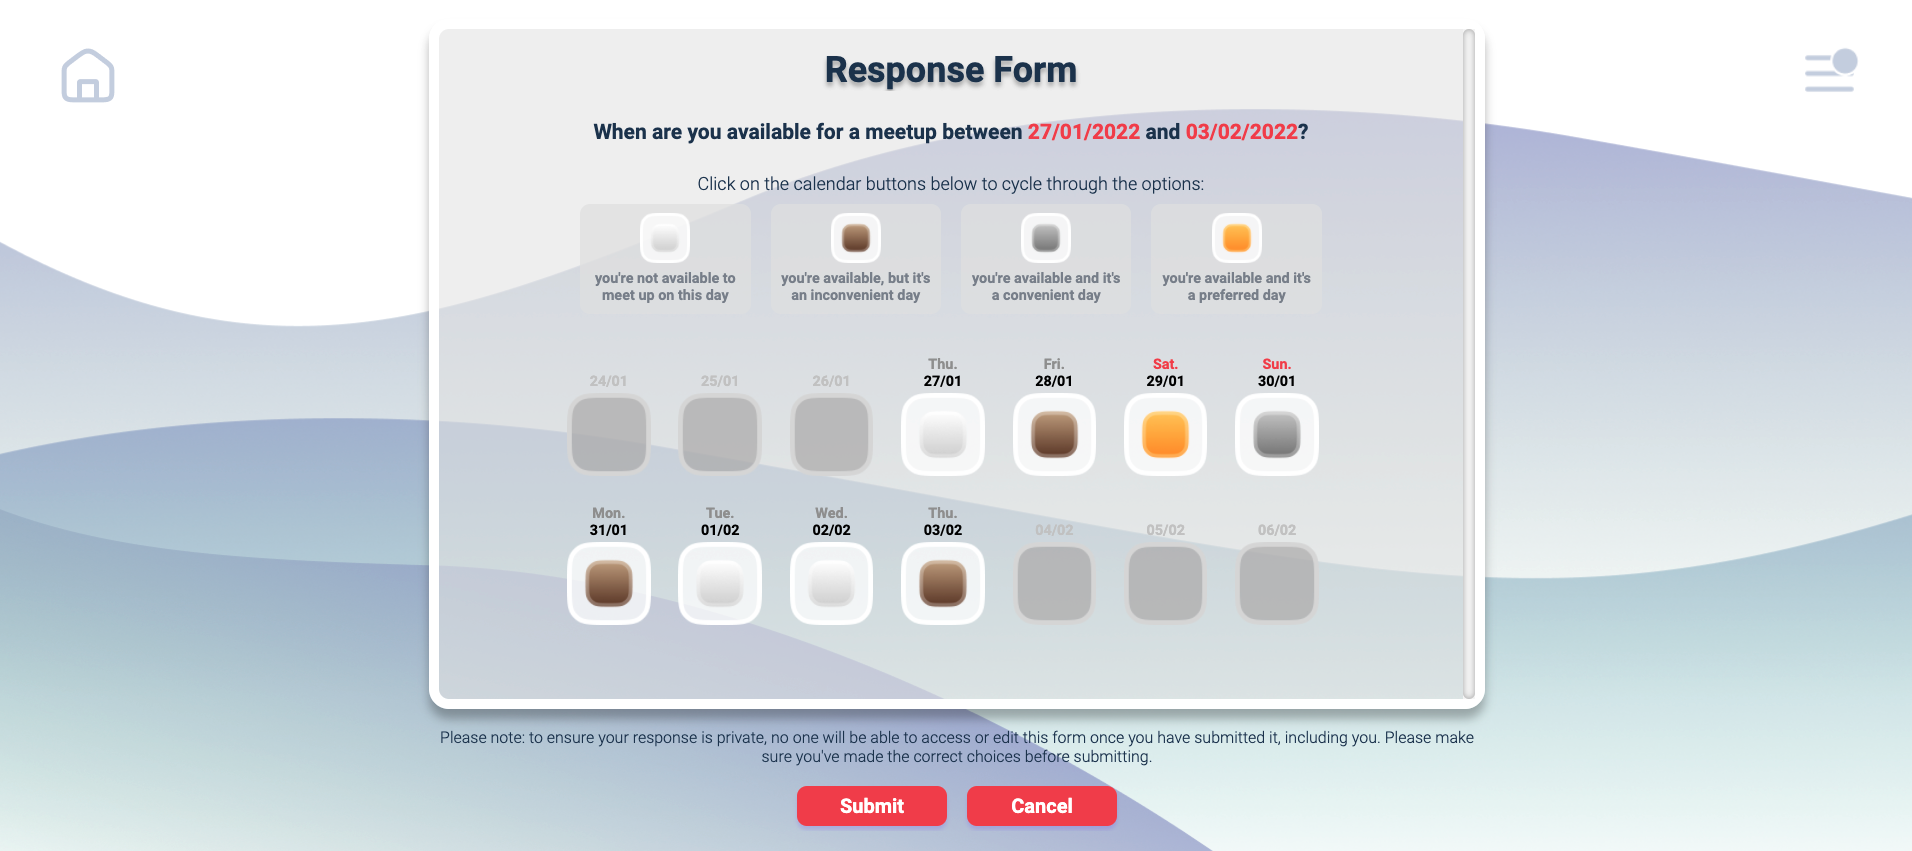 Response Form
When are you available for a meetup between 27/01/2022 and 03/02/2022?
Click on the calendar buttons below to cycle through the options:
you're not available to
meet up on this day
you're available, but it's
an inconvenient day
you're available and it's
a convenient day
you're available and it's
a preferred day
Thu. Fri. Sat. Sun.
24/01 25/01 26/01 27/01 28/01 29/01 30/01
Mon. Tue. Wed. Thu.
31/01 01/02 02/02 03/02 04/02 05/02 06/02
Please note: to ensure your response is private, no one will be able to access or edit this form once you have submitted it, including you. Please make
sure you've made the correct choices before submitting.
Submit Cancel